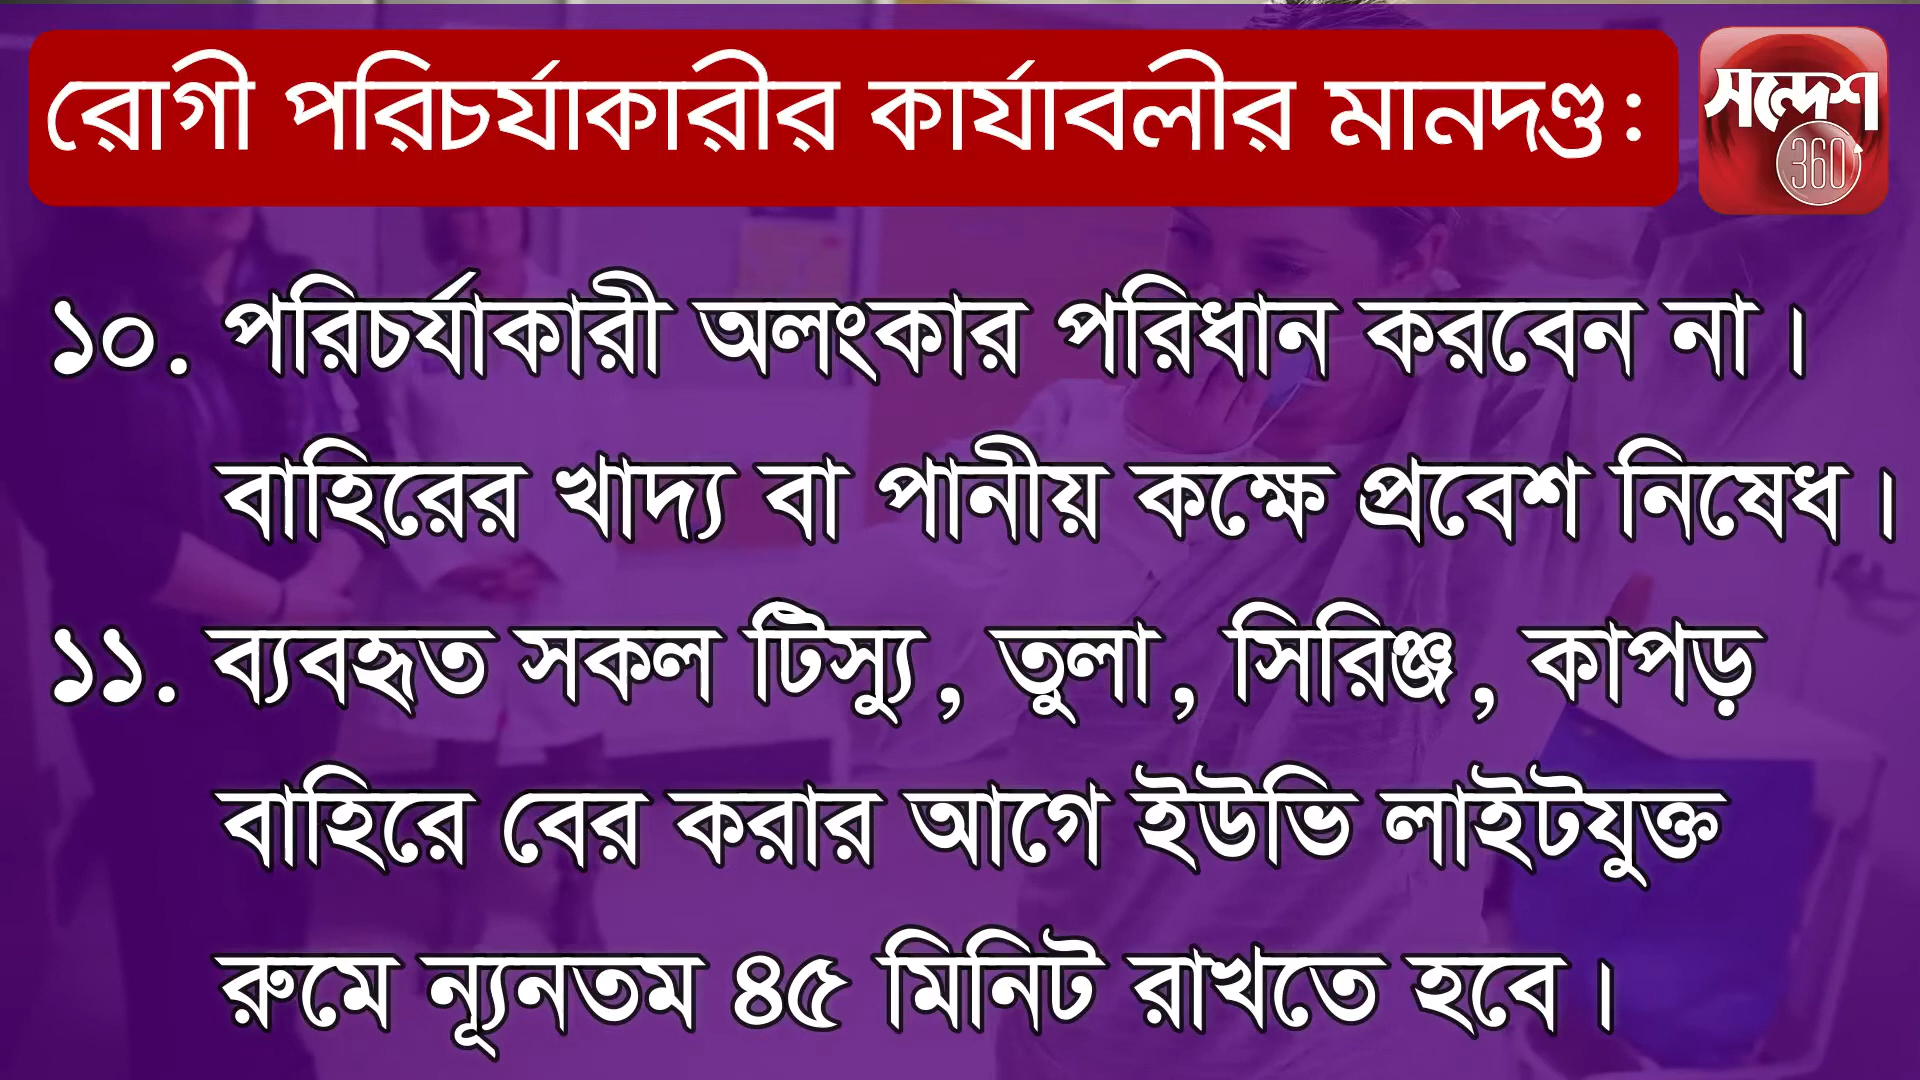 রোগী পরিচর্যাকারীর কার্যাবলীর মানদণ্ড:
সন্দেশ
360°
১০. পরিচর্যাকারী অলংকার পরিধান করবেন না।
বাহিরের খাদ্য বা পানীয় কক্ষে প্রবেশ নিষেধ।
১১. ব্যবহৃত সকল টিস্যু, তুলা, সিরিঞ্জ, কাপড়
বাহিরে বের করার আগে ইউভি লাইটযুক্ত
রুমে ন্যূনতম ৪৫ মিনিট রাখতে হবে।